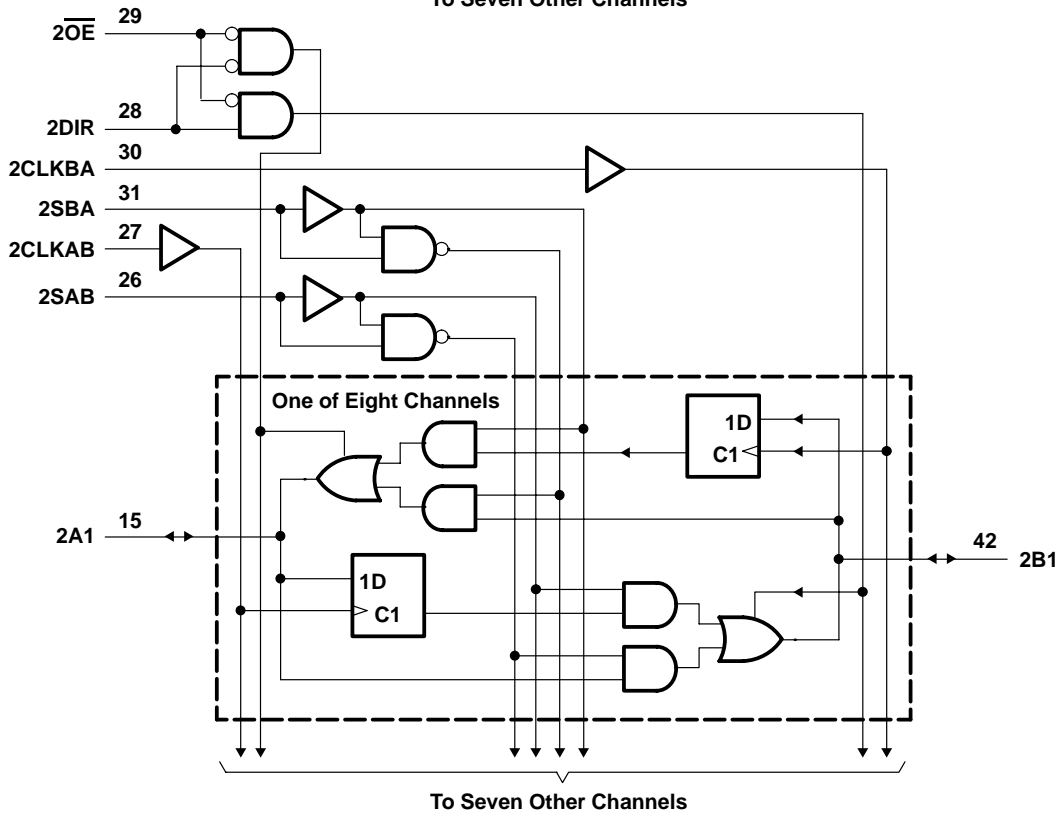 To Seven Other Channels
2OE 29
2DIR 28
2CLKBA 30
2SBA 31
2CLKAB 27
2SAB 26
One of Eight Channels
1D
C1
2A1 15
42 2B1
1D
C1
To Seven Other Channels